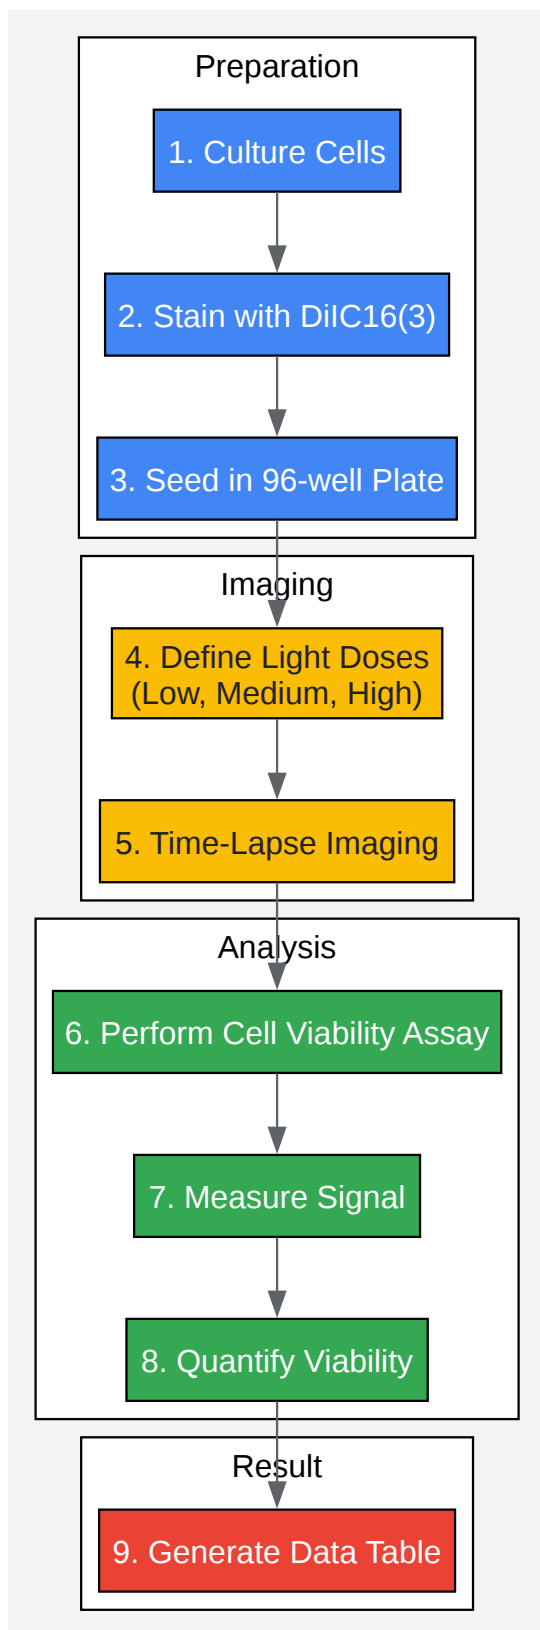 Preparation
1. Culture Cells
2. Stain with DiIC16(3)
3. Seed in 96-well Plate
Imaging
4. Define Light Doses
(Low, Medium, High)
5. Time-Lapse Imaging
Analysis
6. Perform Cell Viability Assay
7. Measure Signal
8. Quantify Viability
Result
9. Generate Data Table